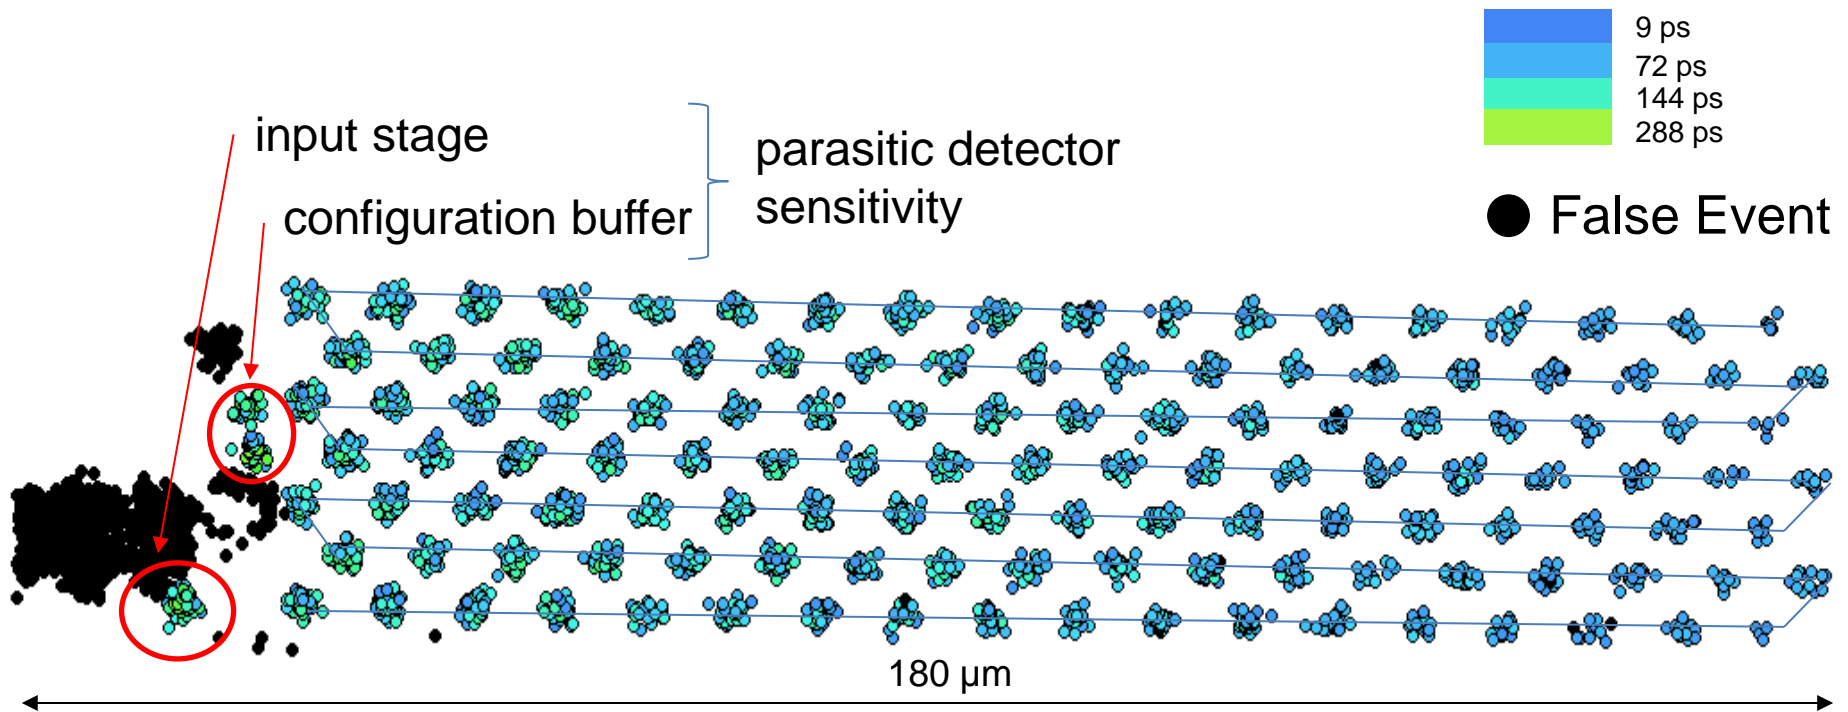 9 ps
72 ps
144 ps
288 ps
input stage
parasitic detector
sensitivity
configuration buffer
False Event
180 µm